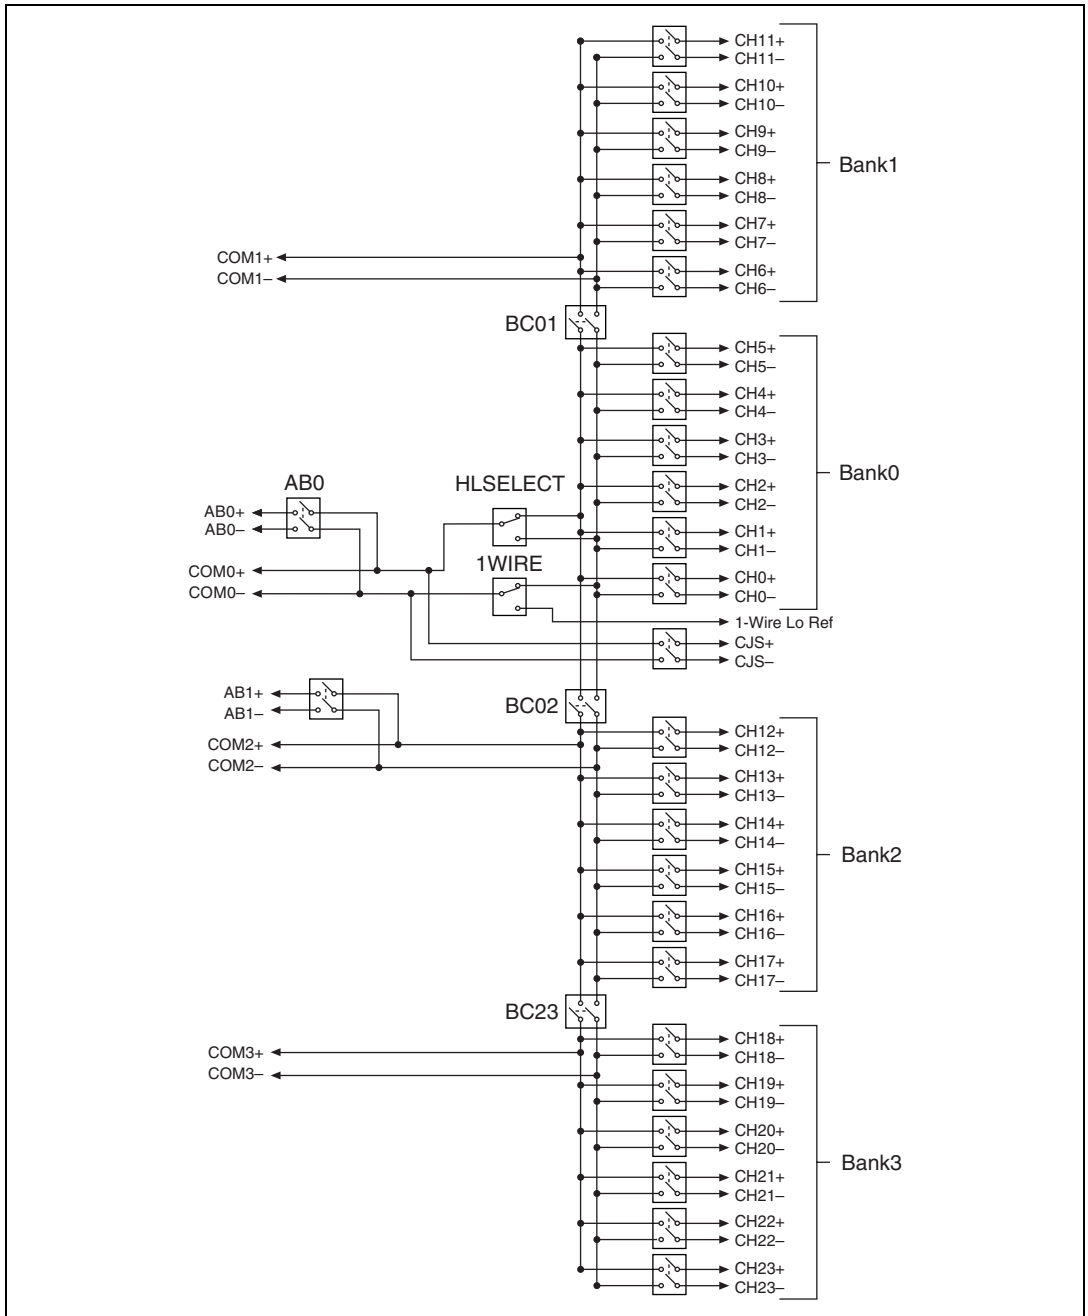 CH11+
CH11–
CH10+
CH10–
CH9+
CH9–
Bank1
CH8+
CH8–
CH7+
CH7–
COM1+
CH6+
COM1–
CH6–
BC01
CH5+
CH5–
CH4+
CH4–
CH3+
CH3–
Bank0
AB0
HLSELECT
CH2+
CH2–
AB0+
AB0–
CH1+
CH1–
1WIRE
COM0+
CH0+
COM0–
CH0–
1-Wire Lo Ref
CJS+
CJS–
AB1+
AB1–
BC02
CH12+
COM2+
CH12–
COM2–
CH13+
CH13–
CH14+
CH14–
Bank2
CH15+
CH15–
CH16+
CH16–
CH17+
CH17–
BC23
CH18+
COM3+
CH18–
COM3–
CH19+
CH19–
CH20+
CH20–
Bank3
CH21+
CH21–
CH22+
CH22–
CH23+
CH23–